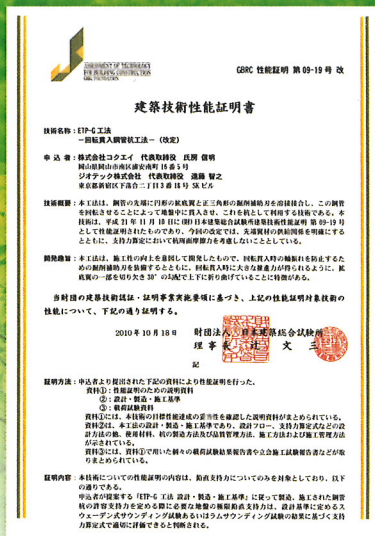 ASSESSMENT OF TECHNOLOGY
FOR BUILDING CONSTRUCTION
GBRC FOUNDATION
GBRC 性能証明 第09-19号 改
建築技術性能証明書
技術名称：ETP-G工法
－回転貫入鋼管杭工法－（改定）
申込者：株式会社コクエイ 代表取締役 氏房 信明
岡山県岡山市南区浦安南町16番5号
ジオテック株式会社 代表取締役 遠藤 智之
東京都新宿区下落合二丁目3番18号SKビル
技術概要：本工法は、鋼管の先端に円形の拡底翼と正三角形の掘削補助刃を溶接接合し、この鋼管
を回転させることによって地盤中に貫入させ、これを杭として利用する技術である。本
技術は、平成21年11月10日に(財)日本建築総合試験所建築技術性能証明 第09-19号と
して性能証明されたものであり、今回の改定では、先端翼材の供給関係を明確にする
とともに、支持力算定において杭周面摩擦力を考慮しないこととしている。
開発趣旨：本工法は、施工性の向上を意図して開発したもので、回転貫入時の軸振れを防止するた
めの掘削補助刃を装備するとともに、回転貫入時に大きな推進力が得られるように、拡
底翼の一部を切り欠き30°の勾配で上下に折り曲げていることに特徴がある。
当財団の建築技術認証・証明事業実施要領に基づき、上記の性能証明対象技術の
性能について、下記の通り証明する。
2010年10月18日
財団法人 日本建築総合試験所
理事長 辻 文三
記
証明方法：申込者より提出された下記の資料により性能証明を行った。
資料①：性能証明のための説明資料
②：設計・製造・施工基準
③：載荷試験資料
資料①には、本技術の目標性能達成の妥当性を確認した説明資料がまとめられている。
資料②は、本工法の設計・製造・施工基準であり、設計フロー、支持力算定式などの設
計方法の他、使用材料、杭の製造方法及び品質管理方法、施工方法および施工管理方法
が示されている。
資料③には、資料①で用いた個々の載荷試験結果報告書や立会施工試験報告書などが取
りまとめられている。
証明内容：本技術についての性能証明の内容は、鉛直支持力についてのみを対象としており、以下
の通りである。
申込者が提案する「ETP-G工法 設計・製造・施工基準」に従って製造、施工された鋼管
杭の許容支持力を定める際に必要な地盤の極限鉛直支持力は、設計基準に定めるス
ウェーデン式サウンディング試験あるいはラムサウンディング試験の結果に基づく支持
力算定式で適切に評価できると判断される。